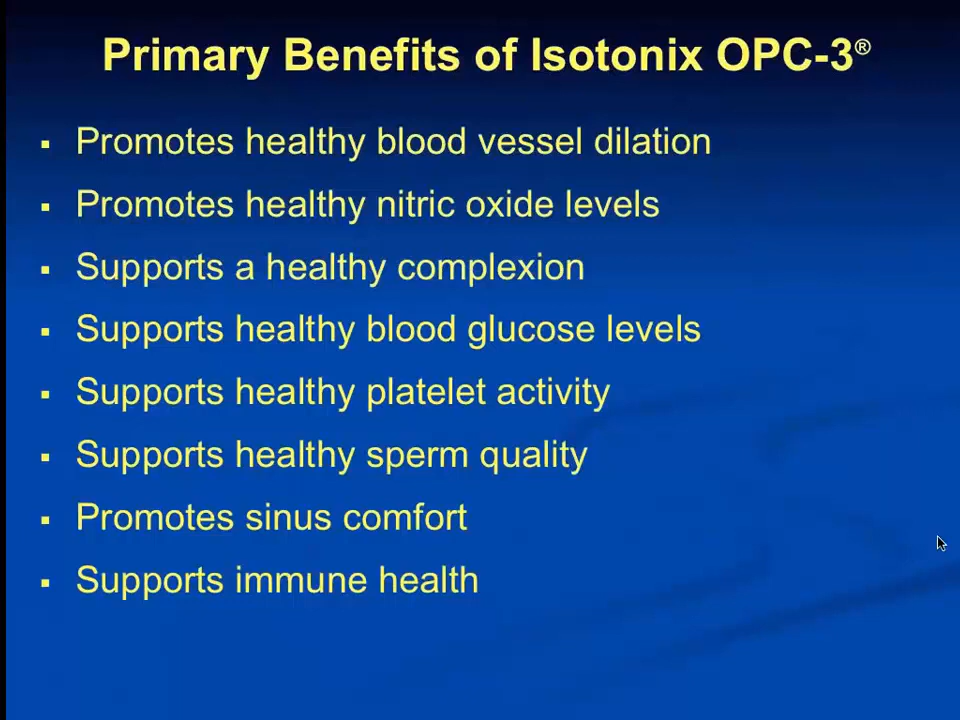 Primary Benefits of Isotonix OPC-3®
▪ Promotes healthy blood vessel dilation
▪ Promotes healthy nitric oxide levels
▪ Supports a healthy complexion
▪ Supports healthy blood glucose levels
▪ Supports healthy platelet activity
▪ Supports healthy sperm quality
▪ Promotes sinus comfort
▪ Supports immune health